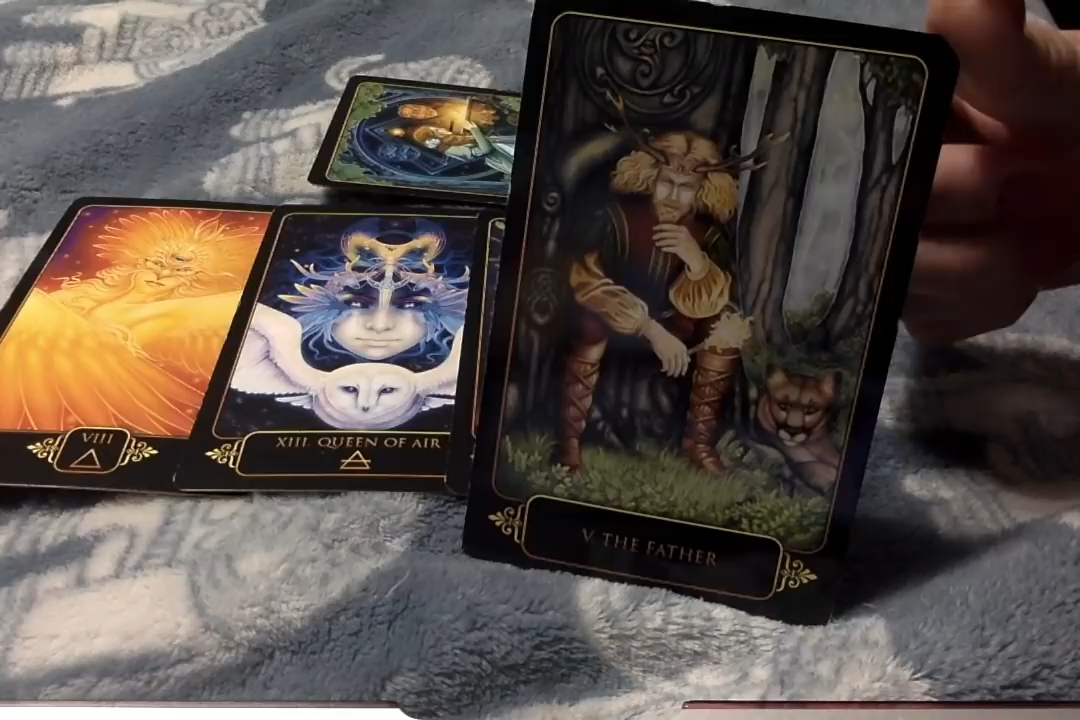 VIII
XIII. QUEEN OF AIR
V THE FATHER